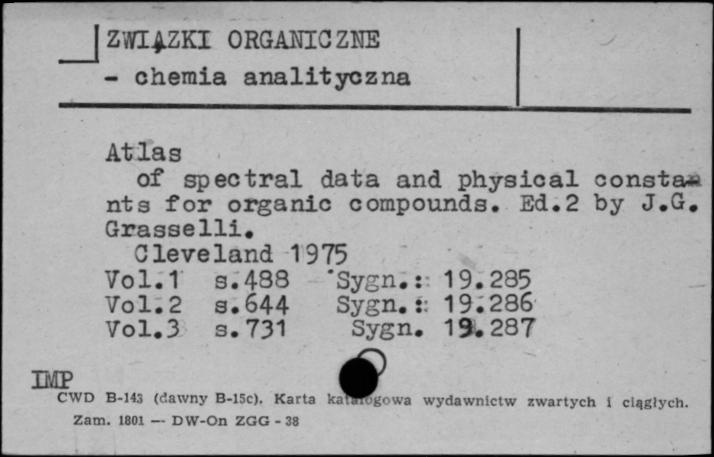 ZWIĄZKI ORGANICZNE
- chemia analityczna
Atlas
of spectral data and physical consta-
nts for organic compounds. Ed.2 by J.G.
Grasselli.
Cleveland 1975
Vol.1 s.488 Sygn.: 19.285
Vol.2 s.644 Sygn.: 19.286
Vol.3 s.731 Sygn. 19.287
IMP
CWD B-143 (dawny B-15c). Karta katalogowa wydawnictw zwartych i ciągłych.
Zam. 1801 — DW-On ZGG - 38